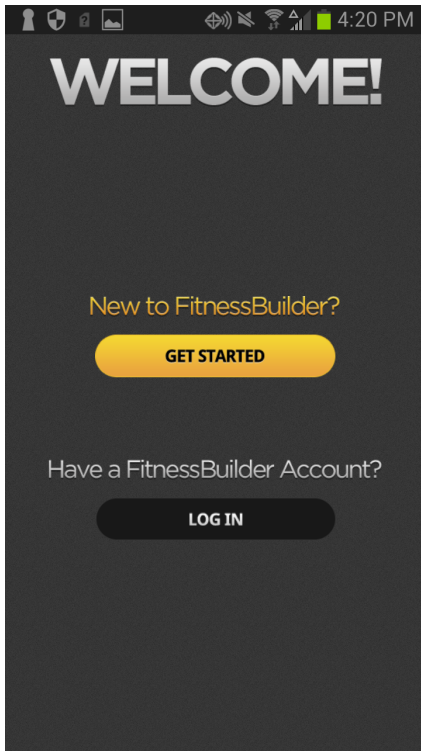 4:20 PM
WELCOME!
New to FitnessBuilder?
GET STARTED
Have a FitnessBuilder Account?
LOG IN